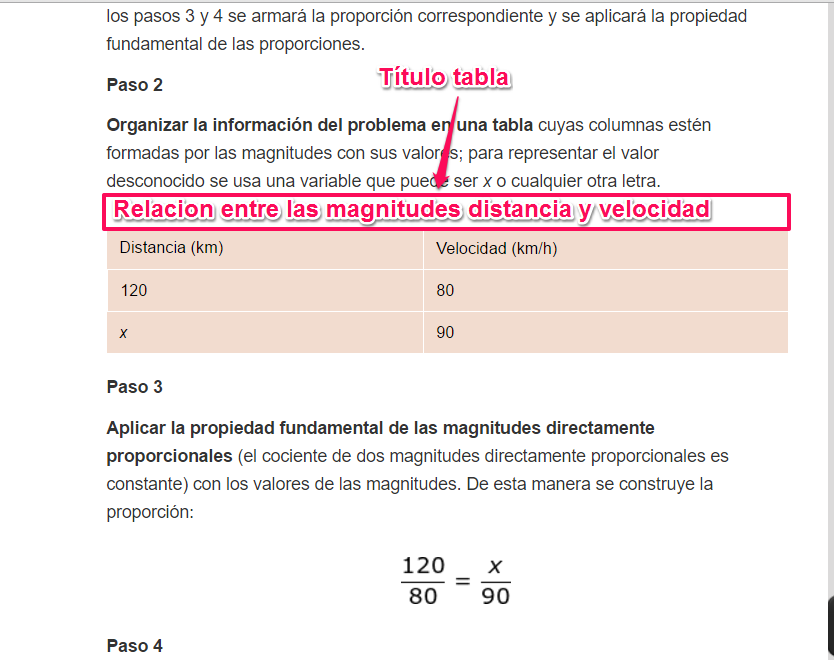 los pasos 3 y 4 se armará la proporción correspondiente y se aplicará la propiedad
fundamental de las proporciones.
Paso 2
Título tabla
Organizar la información del problema en una tabla cuyas columnas estén
formadas por las magnitudes con sus valores; para representar el valor
desconocido se usa una variable que puede ser x o cualquier otra letra.
Relacion entre las magnitudes distancia y velocidad
Distancia (km) Velocidad (km/h)
120 80
x 90
Paso 3
Aplicar la propiedad fundamental de las magnitudes directamente
proporcionales (el cociente de dos magnitudes directamente proporcionales es
constante) con los valores de las magnitudes. De esta manera se construye la
proporción:
120/80 = x/90
Paso 4